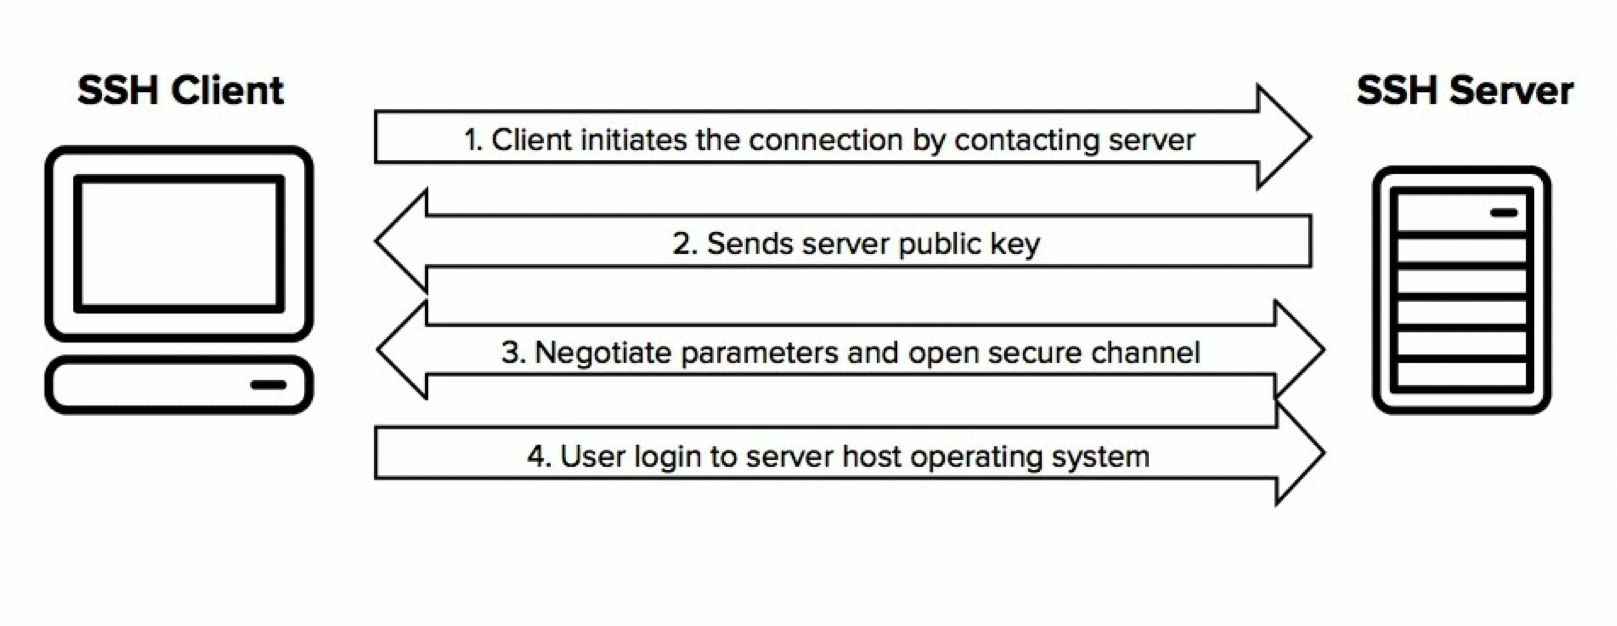 SSH Client
SSH Server
1. Client initiates the connection by contacting server
2. Sends server public key
3. Negotiate parameters and open secure channel
4. User login to server host operating system